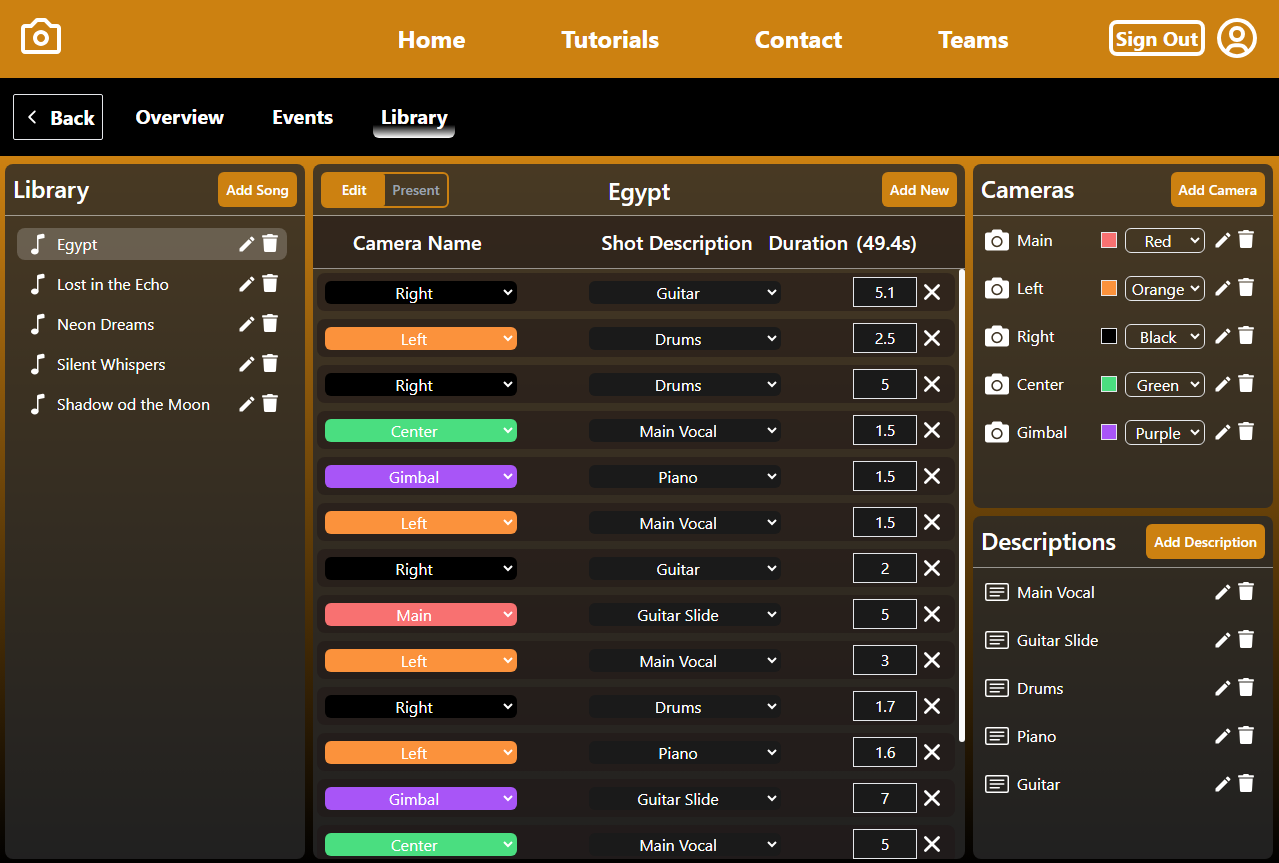 Home Tutorials Contact Teams Sign Out
Back Overview Events Library
Library Add Song
Egypt
Lost in the Echo
Neon Dreams
Silent Whispers
Shadow od the Moon
Edit Present Egypt Add New
Camera Name Shot Description Duration (49.4s)
Right Guitar 5.1
Left Drums 2.5
Right Drums 5
Center Main Vocal 1.5
Gimbal Piano 1.5
Left Main Vocal 1.5
Right Guitar 2
Main Guitar Slide 5
Left Main Vocal 3
Right Drums 1.7
Left Piano 1.6
Gimbal Guitar Slide 7
Center Main Vocal 5
Cameras Add Camera
Main Red
Left Orange
Right Black
Center Green
Gimbal Purple
Descriptions Add Description
Main Vocal
Guitar Slide
Drums
Piano
Guitar